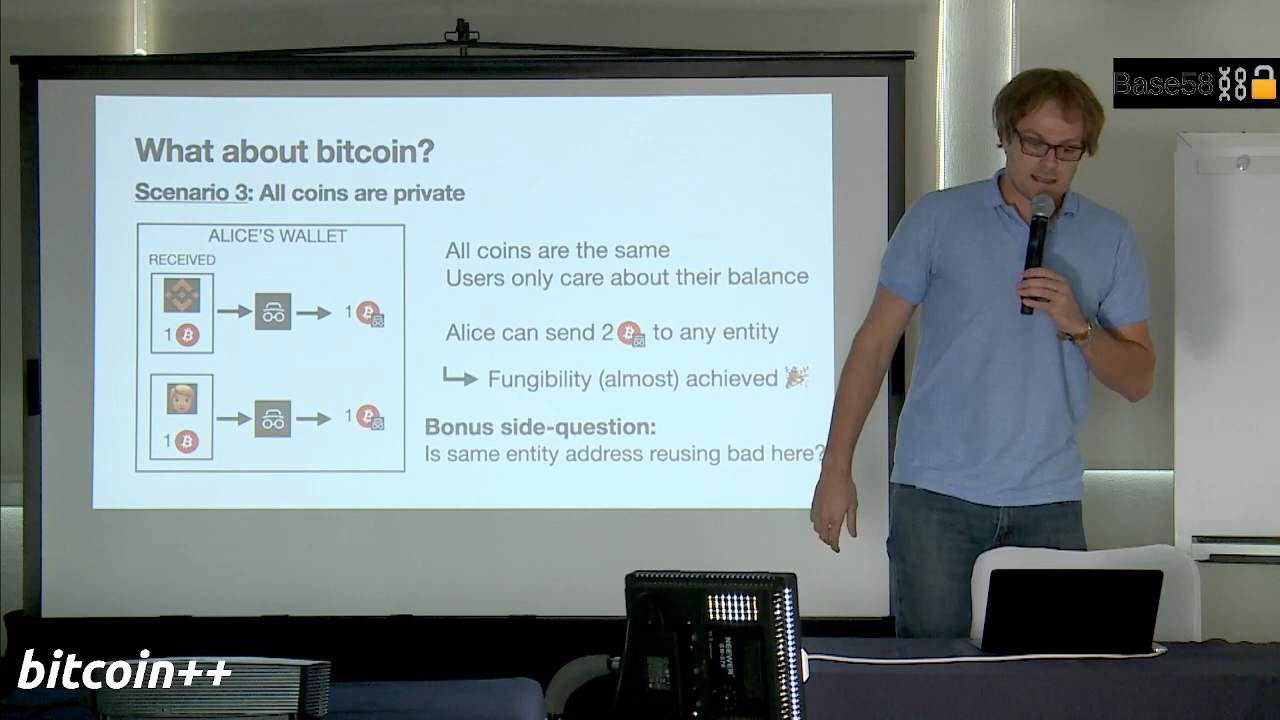 Base58
What about bitcoin?
Scenario 3: All coins are private
ALICE'S WALLET
RECEIVED
1
1
1
1
All coins are the same
Users only care about their balance
Alice can send 2 to any entity
Fungibility (almost) achieved
Bonus side-question:
Is same entity address reusing bad here?
NEEWER
bitcoin++